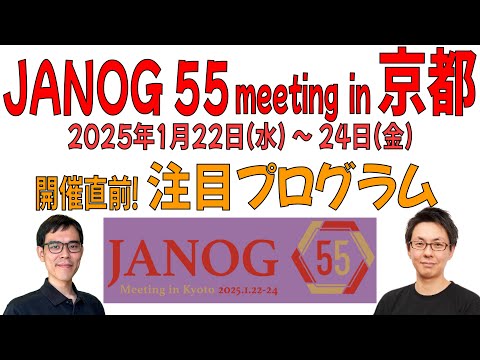 JANOG 55 meeting in 京都
2025年1月22日(水) ~ 24日(金)
開催直前! 注目プログラム
JANOG 55
Meeting in Kyoto 2025.1.22-24